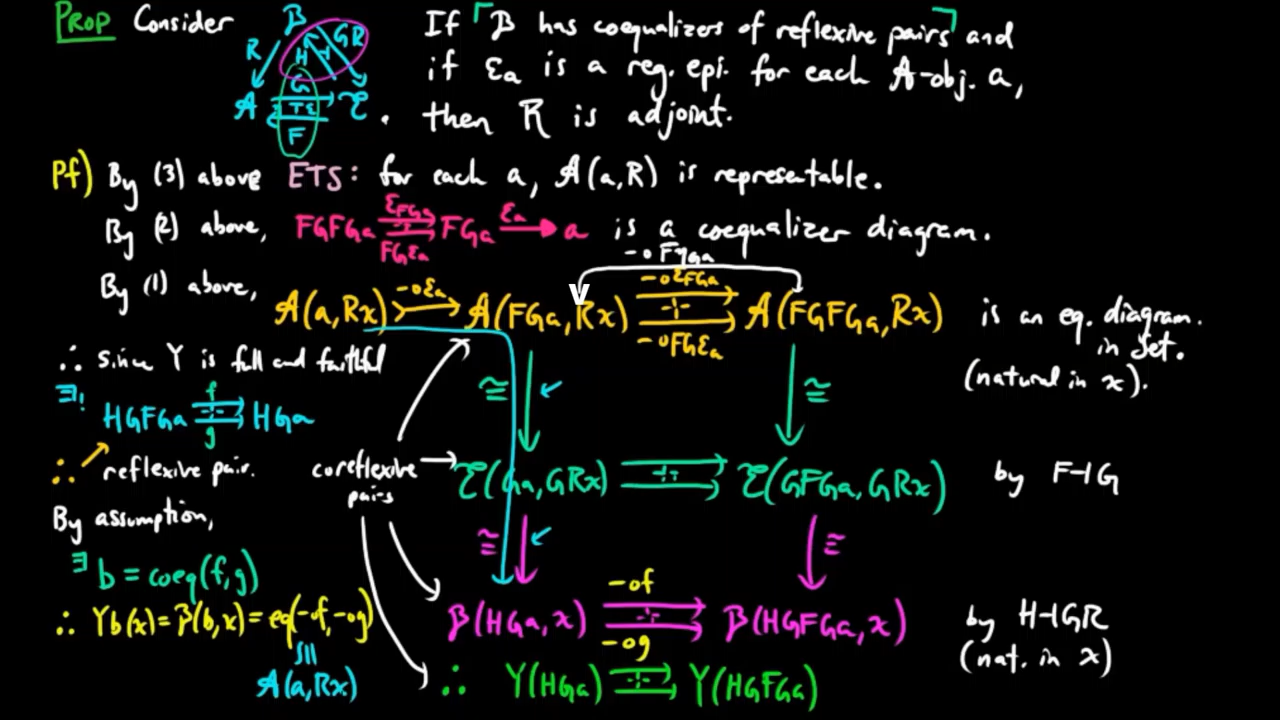 PROP Consider
B
R H ⊣ GR
A G Tε C .
F
If ⌜B has coequalizers of reflexive pairs⌝ and
if εa is a reg. epi. for each A-obj. a,
then R is adjoint.
Pf) By (3) above ETS: for each a, A(a,R) is representable.
By (2) above, FGFGa ⇉ FGa → a is a coequalizer diagram.
εFGa εa
FGεa
-∘FηGa
By (1) above, A(a,Rx) ↣ A(FGa,Rx) ⇉ A(FGFGa,Rx) is an eq. diagram.
-∘εa -∘εFGa
-∘FGεa
in Set.
(natural in x).
∴ since Y is full and faithful
∃! HGFGa ⇉ HGa
f
g
≅ ≅
∴ reflexive pair.
coreflexive pairs
C(Ga,GRx) ⇉ C(GFGa,GRx) by F⊣G
By assumption,
≅ ≅
∃ b = coeq(f,g)
∴ Yb(x) = B(b,x) = eq(-∘f,-∘g)
≅
A(a,Rx)
-∘f
B(HGa,x) ⇉ B(HGFGa,x) by H⊣GR
-∘g
(nat. in x)
∴ Y(HGa) ⇉ Y(HGFGa)